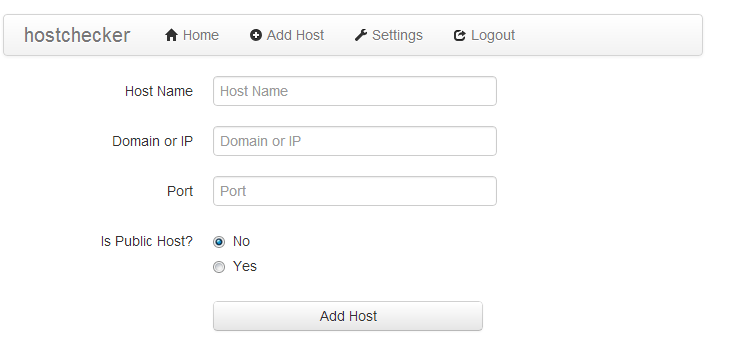 hostchecker Home Add Host Settings Logout
Host Name Host Name
Domain or IP Domain or IP
Port Port
Is Public Host? No
Yes
Add Host